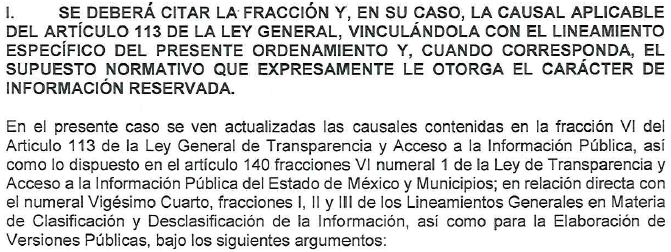 I. SE DEBERÁ CITAR LA FRACCIÓN Y, EN SU CASO, LA CAUSAL APLICABLE
DEL ARTÍCULO 113 DE LA LEY GENERAL, VINCULÁNDOLA CON EL LINEAMIENTO
ESPECÍFICO DEL PRESENTE ORDENAMIENTO Y, CUANDO CORRESPONDA, EL
SUPUESTO NORMATIVO QUE EXPRESAMENTE LE OTORGA EL CARÁCTER DE
INFORMACIÓN RESERVADA.
En el presente caso se ven actualizadas las causales contenidas en la fracción VI del
Articulo 113 de la Ley General de Transparencia y Acceso a la Información Pública, así
como lo dispuesto en el artículo 140 fracciones VI numeral 1 de la Ley de Transparencia y
Acceso a la Información Pública del Estado de México y Municipios; en relación directa con
el numeral Vigésimo Cuarto, fracciones I, II y III de los Lineamientos Generales en Materia
de Clasificación y Desclasificación de la Información, así como para la Elaboración de
Versiones Públicas, bajo los siguientes argumentos: